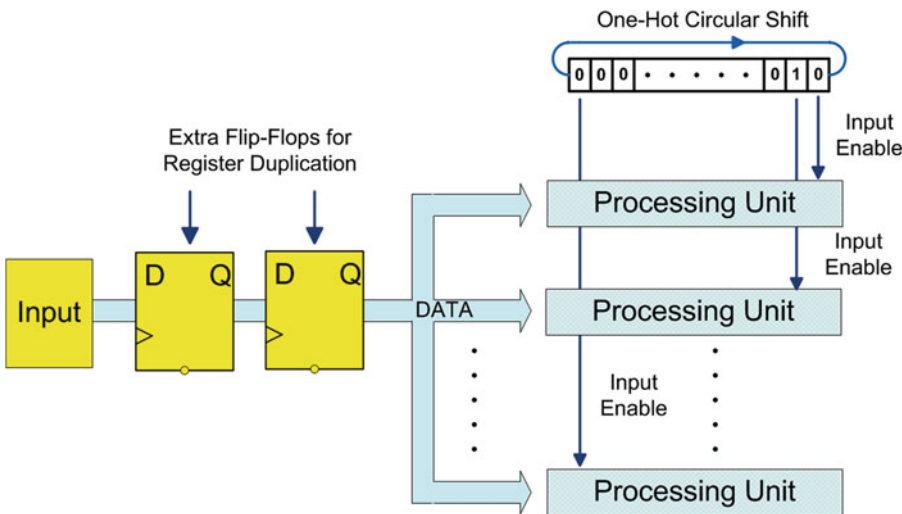 One-Hot Circular Shift
0 0 0 · · · · · 0 1 0
Extra Flip-Flops for
Register Duplication
Input
Enable
Processing Unit
Input
Enable
D Q
D Q
Input
DATA
Processing Unit
Input
Enable
Processing Unit